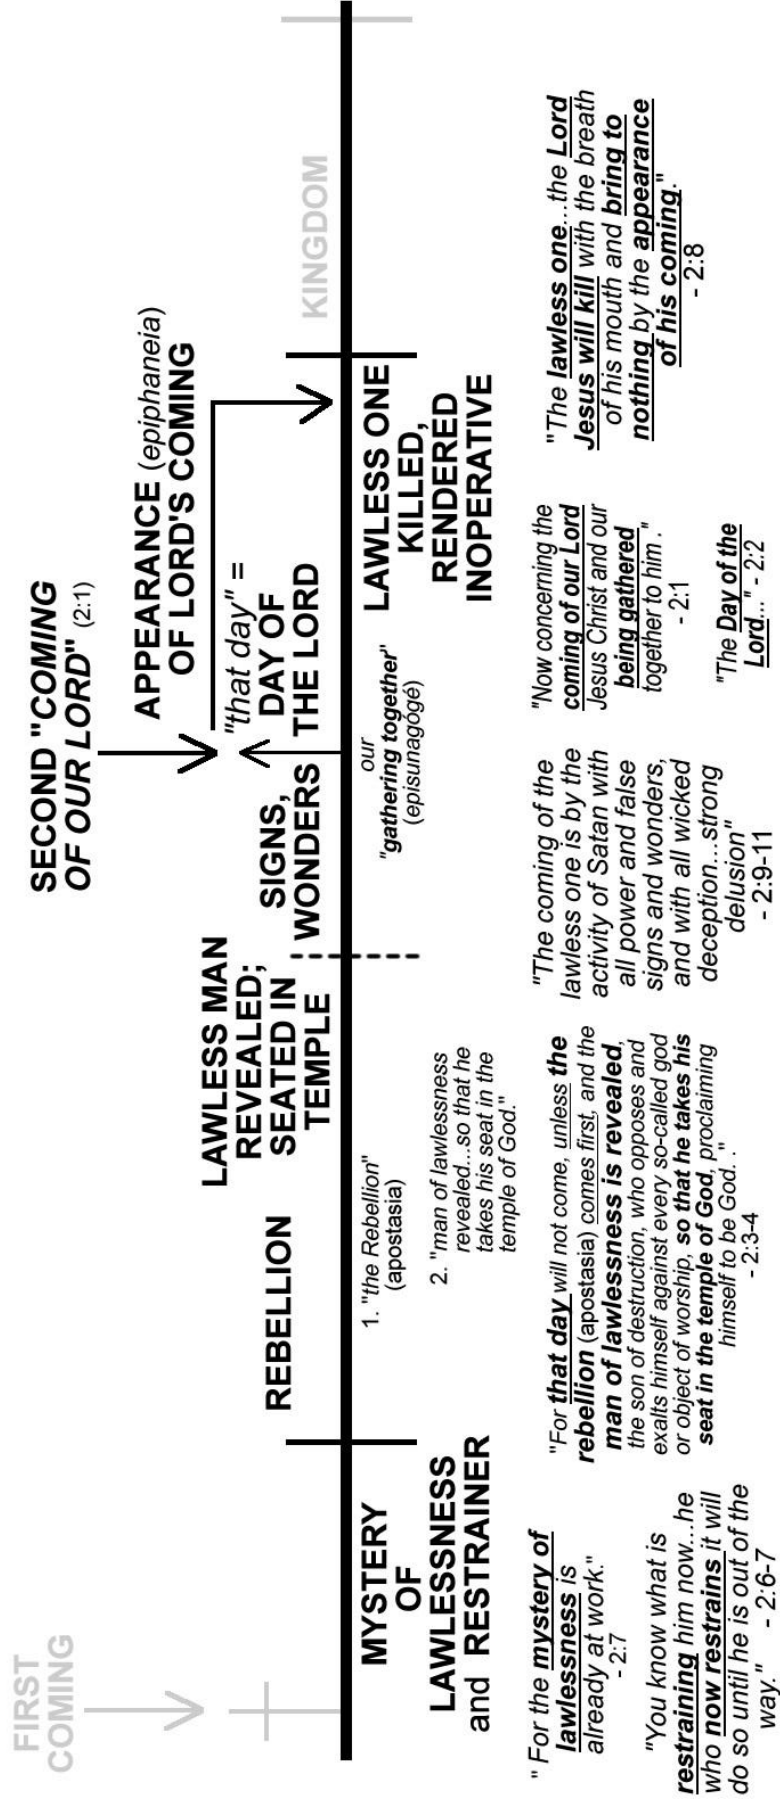 FIRST
COMING
SECOND "COMING
OF OUR LORD" (2:1)
APPEARANCE (epiphaneia)
OF LORD'S COMING
LAWLESS MAN
REVEALED;
SEATED IN
TEMPLE
REBELLION
SIGNS,
WONDERS
"that day" =
DAY OF
THE LORD
KINGDOM
MYSTERY
OF
LAWLESSNESS
and RESTRAINER
1. "the Rebellion"
(apostasia)
2. "man of lawlessness
revealed...so that he
takes his seat in the
temple of God."
our
"gathering together"
(episunagōgé)
LAWLESS ONE
KILLED,
RENDERED
INOPERATIVE
" For the mystery of
lawlessness is
already at work."
- 2:7
"You know what is
restraining him now...he
who now restrains it will
do so until he is out of the
way." - 2:6-7
"For that day will not come, unless the
rebellion (apostasia) comes first, and the
man of lawlessness is revealed,
the son of destruction, who opposes and
exalts himself against every so-called god
or object of worship, so that he takes his
seat in the temple of God, proclaiming
himself to be God. ."
- 2:3-4
"The coming of the
lawless one is by the
activity of Satan with
all power and false
signs and wonders,
and with all wicked
deception...strong
delusion"
- 2:9-11
"Now concerning the
coming of our Lord
Jesus Christ and our
being gathered
together to him ."
- 2:1
"The Day of the
Lord..." - 2:2
"The lawless one...the Lord
Jesus will kill with the breath
of his mouth and bring to
nothing by the appearance
of his coming."
- 2:8